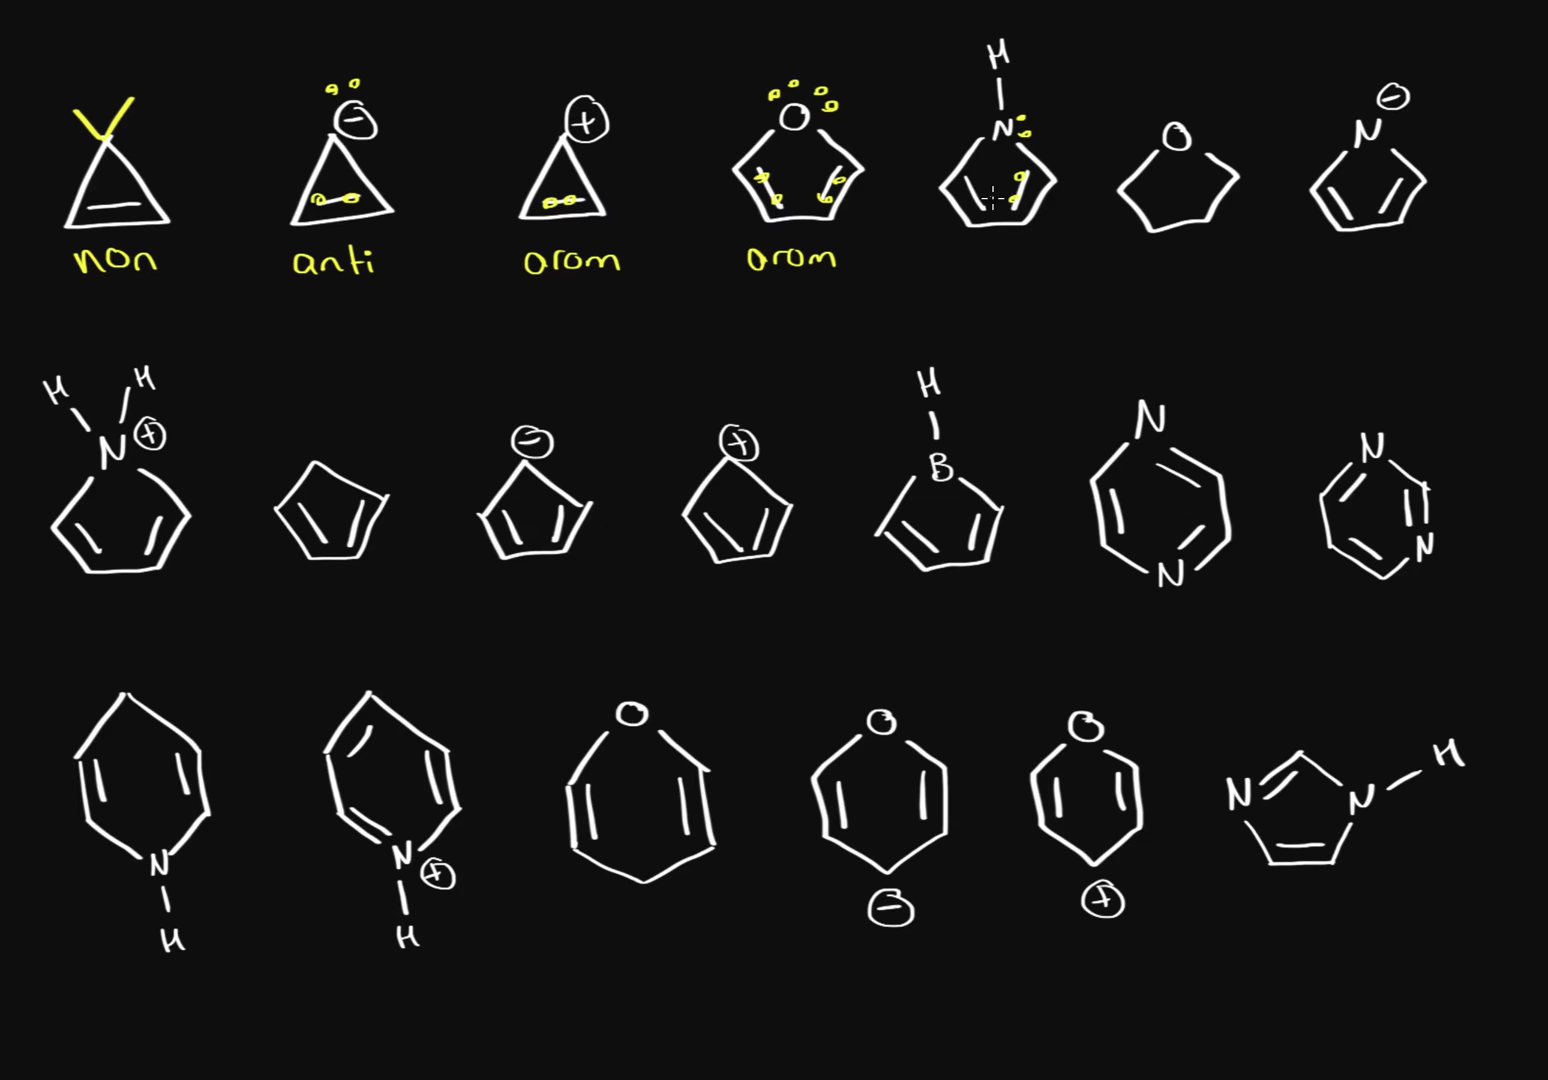 H
⊖ ⊕ O N O N ⊖
non anti arom arom
H H H
N ⊕ ⊖ ⊕ B N N
N N
O O O H
N N
N N ⊕ ⊖ ⊕
H H